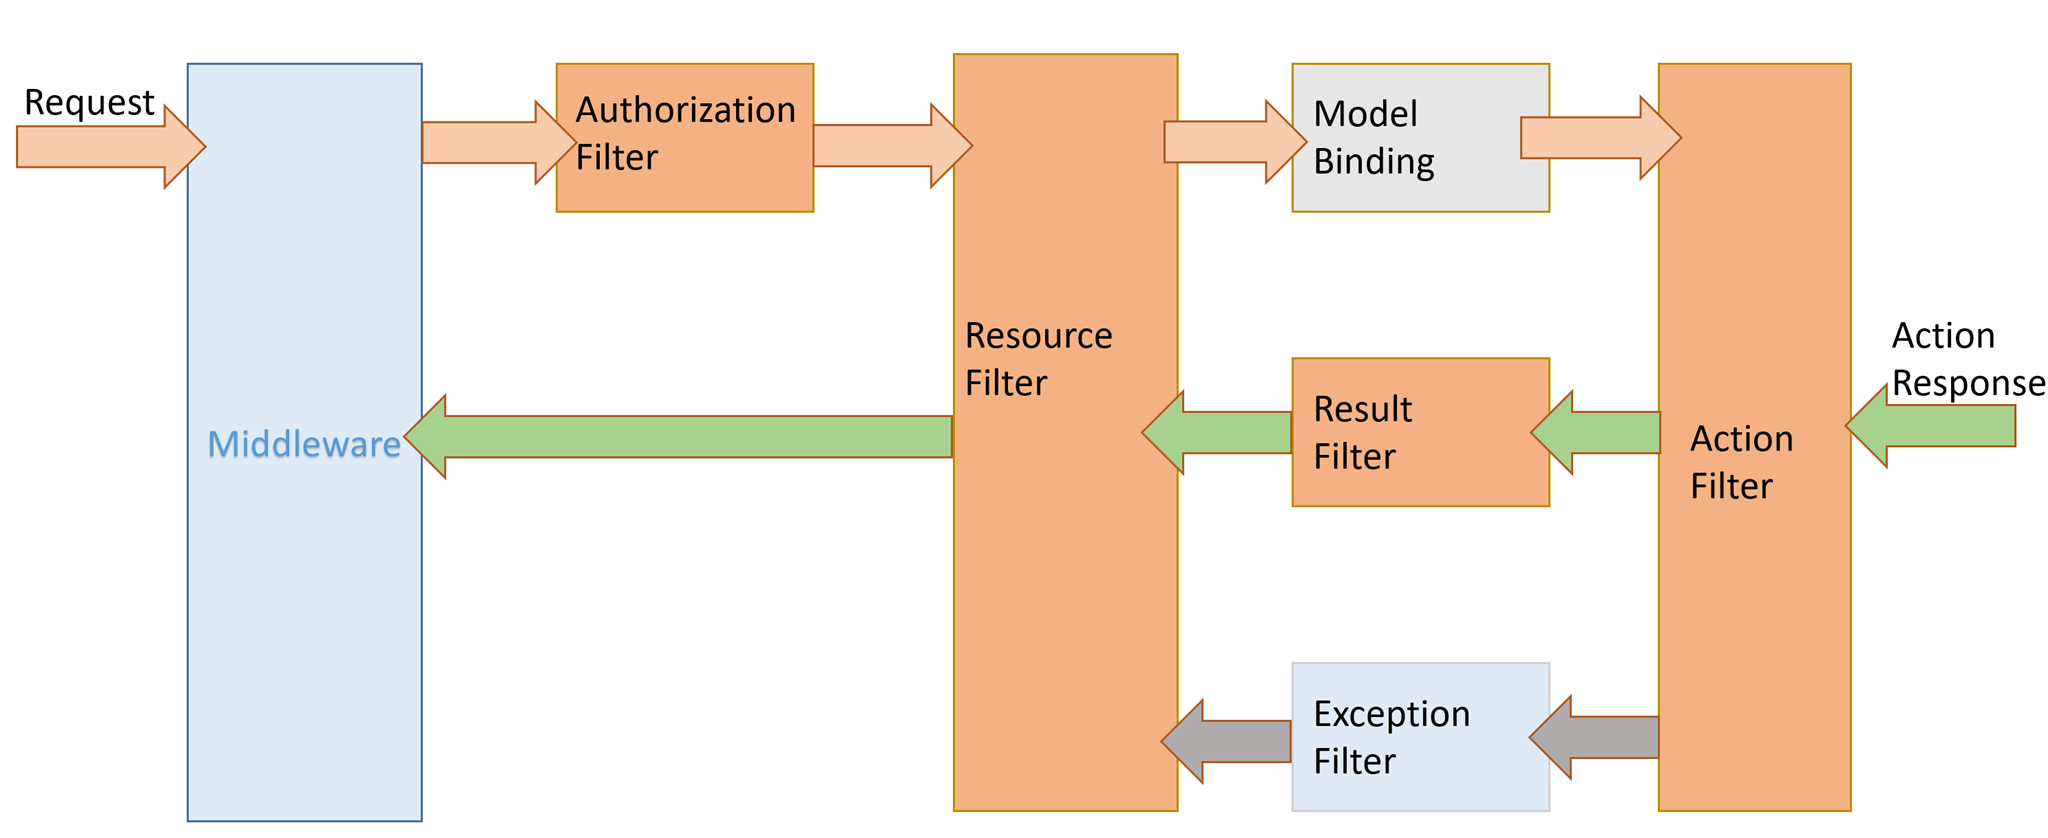 Request
Authorization
Filter
Model
Binding
Resource
Filter
Action
Response
Middleware
Result
Filter
Action
Filter
Exception
Filter